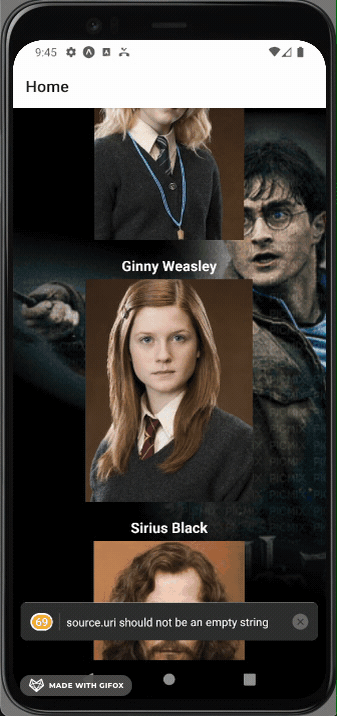 9:45
Home
Ginny Weasley
Sirius Black
69
source.uri should not be an empty string
MADE WITH GIFOX